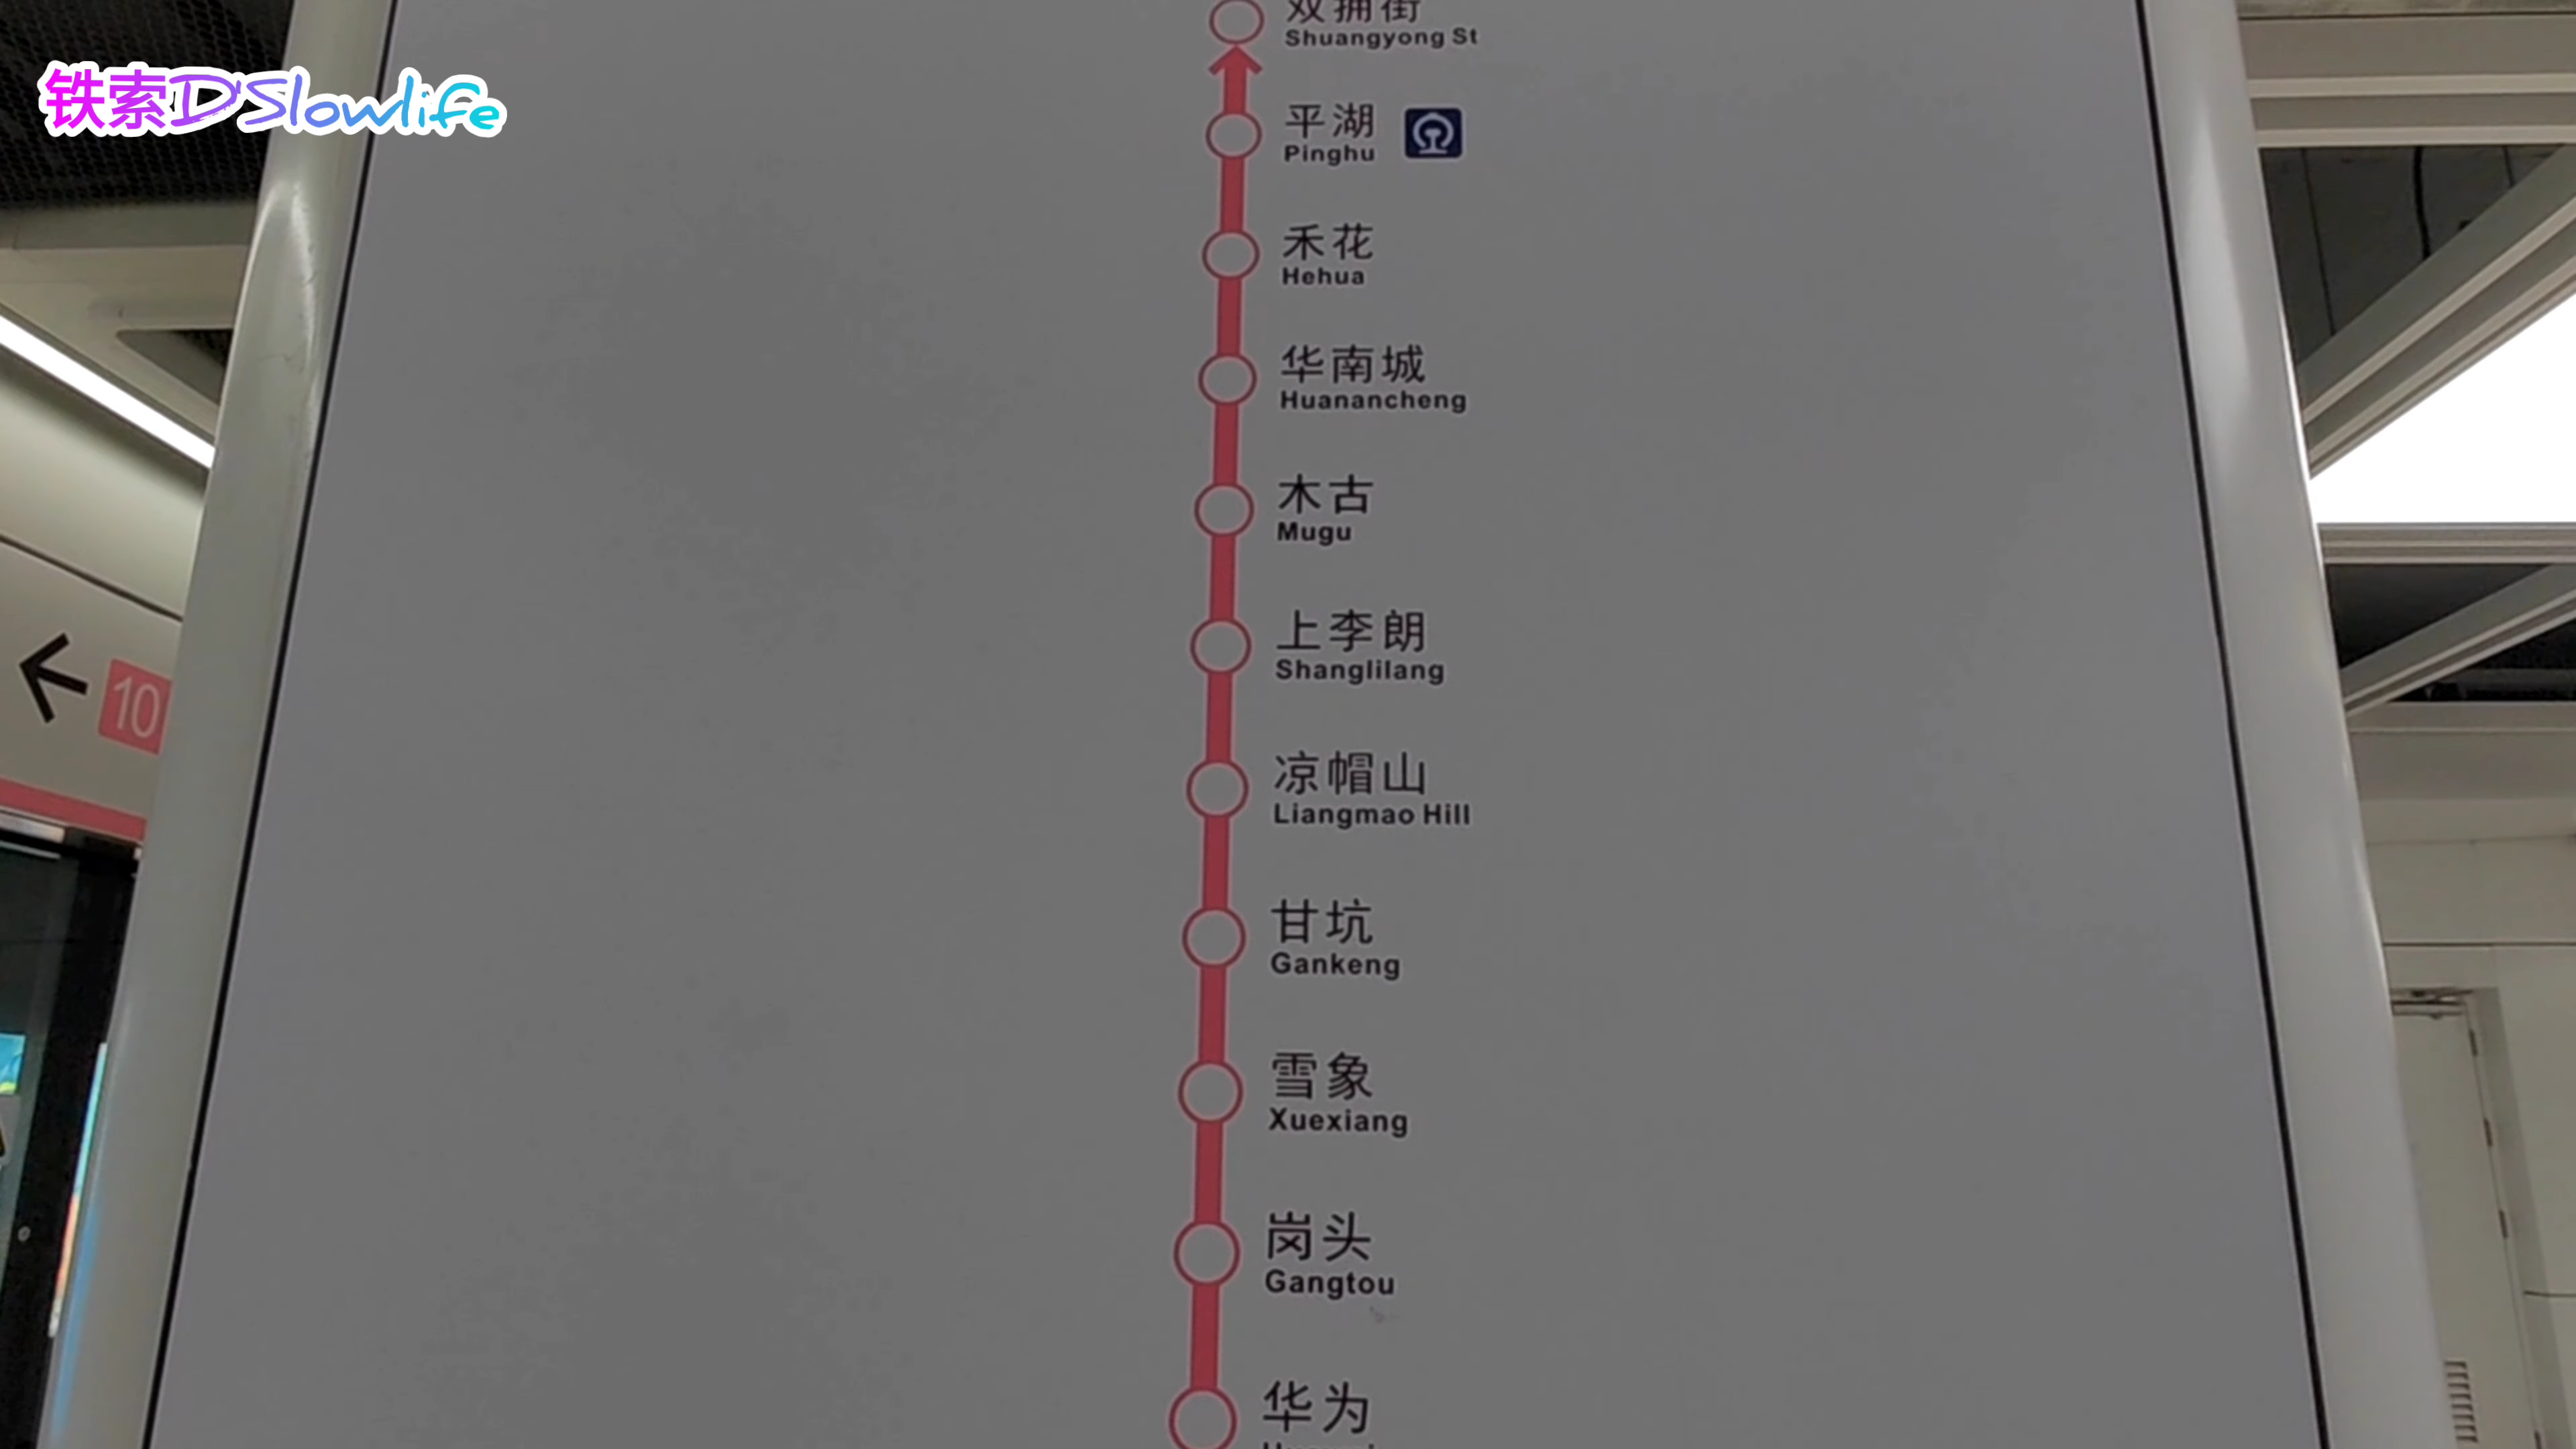 铁索DSlowlife
双拥街
Shuangyong St
平湖
Pinghu
禾花
Hehua
华南城
Huanancheng
木古
Mugu
上李朗
Shanglilang
凉帽山
Liangmao Hill
10
甘坑
Gankeng
雪象
Xuexiang
岗头
Gangtou
华为